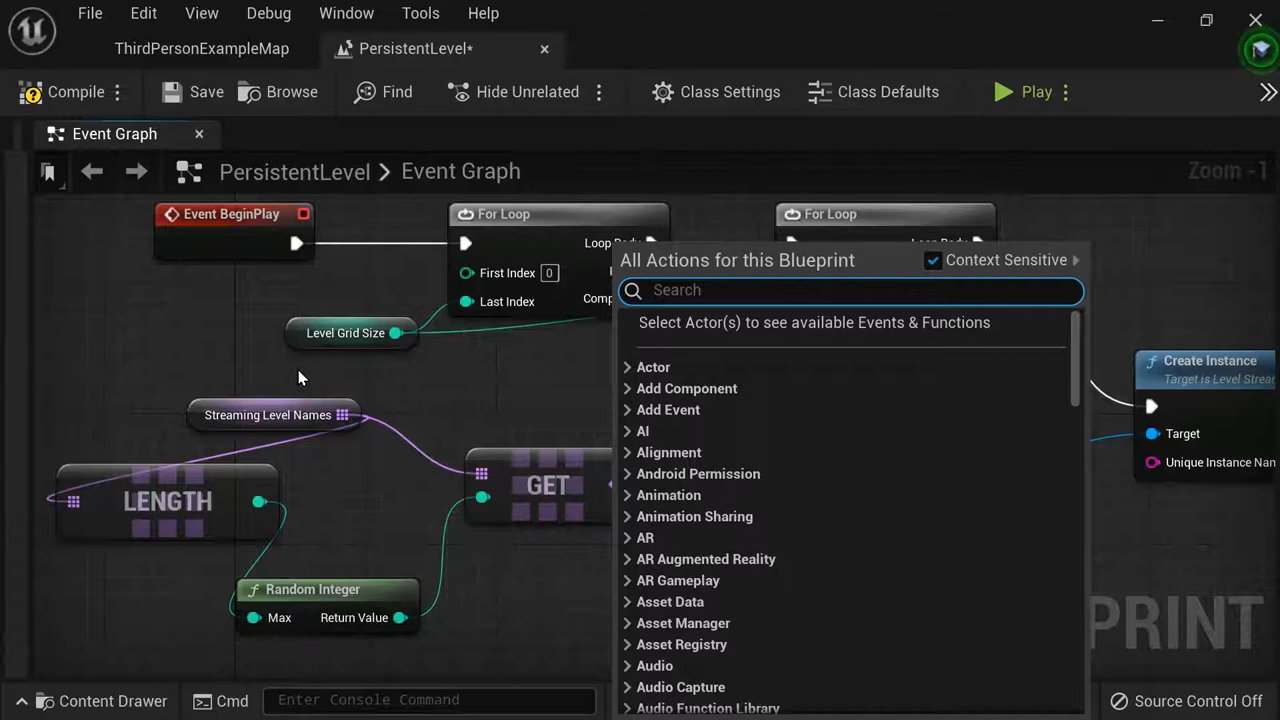 File Edit View Debug Window Tools Help
ThirdPersonExampleMap PersistentLevel*
Compile Save Browse Find Hide Unrelated Class Settings Class Defaults Play
Event Graph
PersistentLevel > Event Graph Zoom -1
Event BeginPlay For Loop For Loop
Loop Body Loop Body
First Index 0
Last Index
Level Grid Size
Streaming Level Names
LENGTH GET
Random Integer
Max Return Value
All Actions for this Blueprint Context Sensitive
Search
Select Actor(s) to see available Events & Functions
Actor
Add Component
Add Event
AI
Alignment
Android Permission
Animation
Animation Sharing
AR
AR Augmented Reality
AR Gameplay
Asset Data
Asset Manager
Asset Registry
Audio
Audio Capture
Audio Function Library
Create Instance
Target is Level Strear
Target
Unique Instance Nan
PRINT
Content Drawer Cmd Enter Console Command Source Control Off